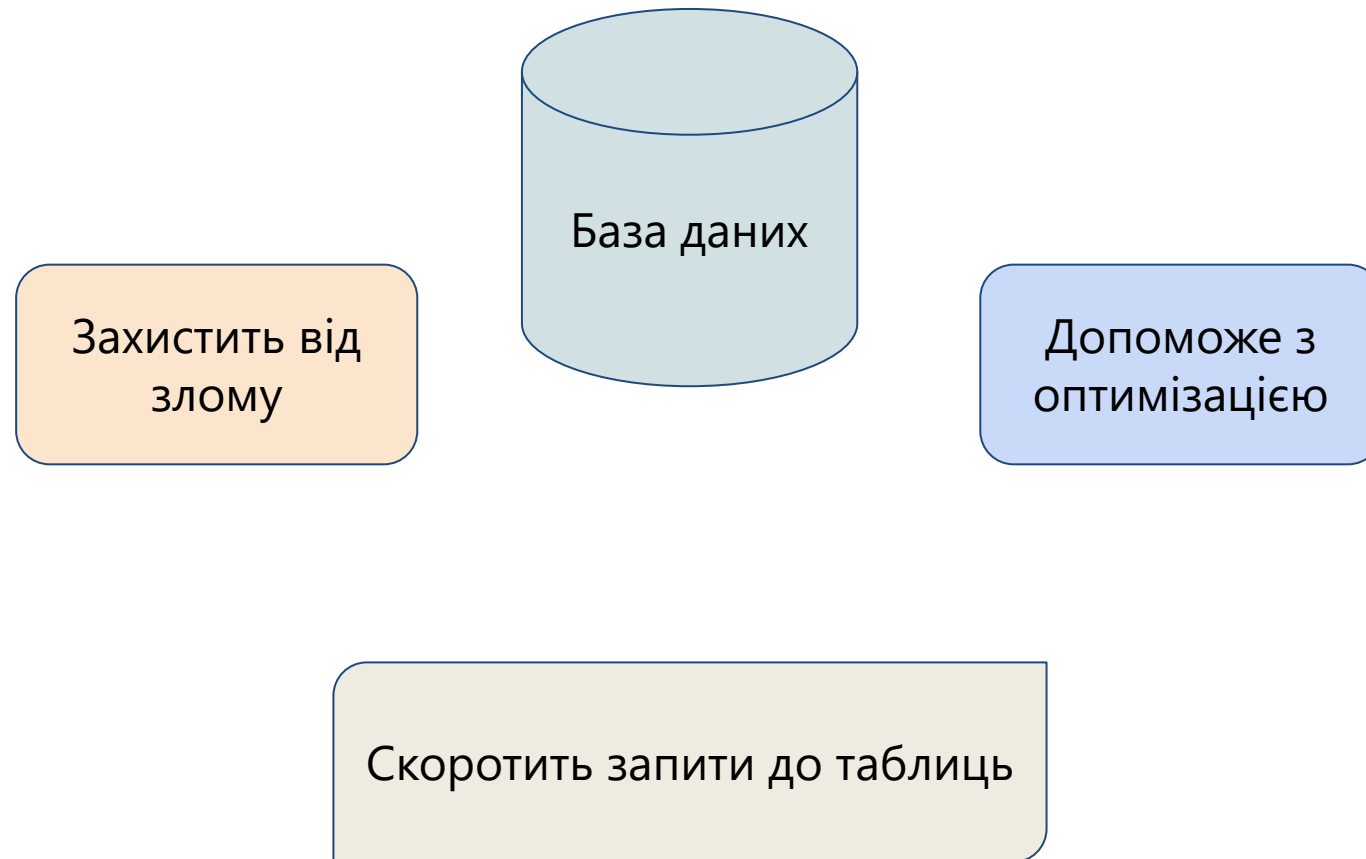 База даних
Захистить від
злому
Допоможе з
оптимізацією
Скоротить запити до таблиць